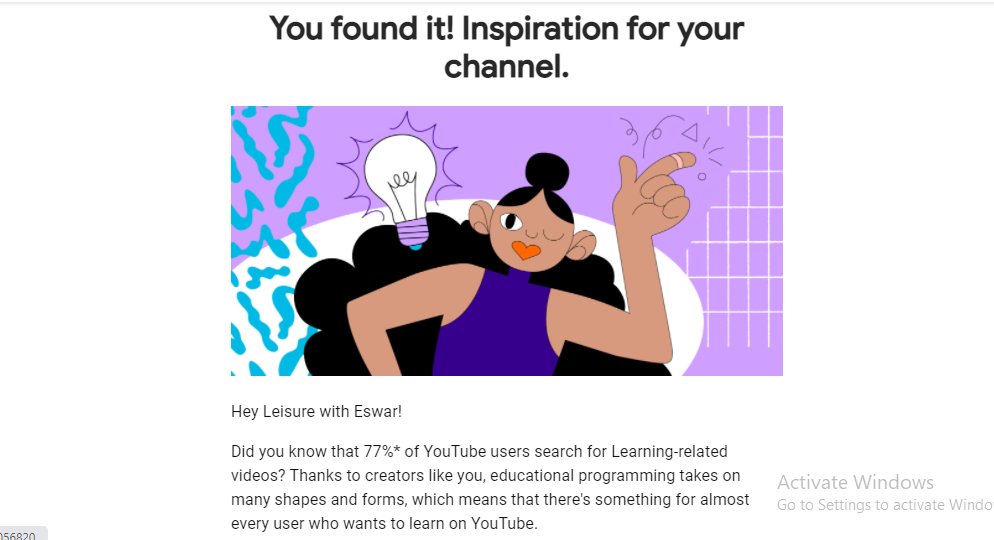 You found it! Inspiration for your
channel.
Hey Leisure with Eswar!
Did you know that 77%* of YouTube users search for Learning-related
videos? Thanks to creators like you, educational programming takes on
many shapes and forms, which means that there's something for almost
every user who wants to learn on YouTube.
Activate Windows
Go to Settings to activate Windo
056820